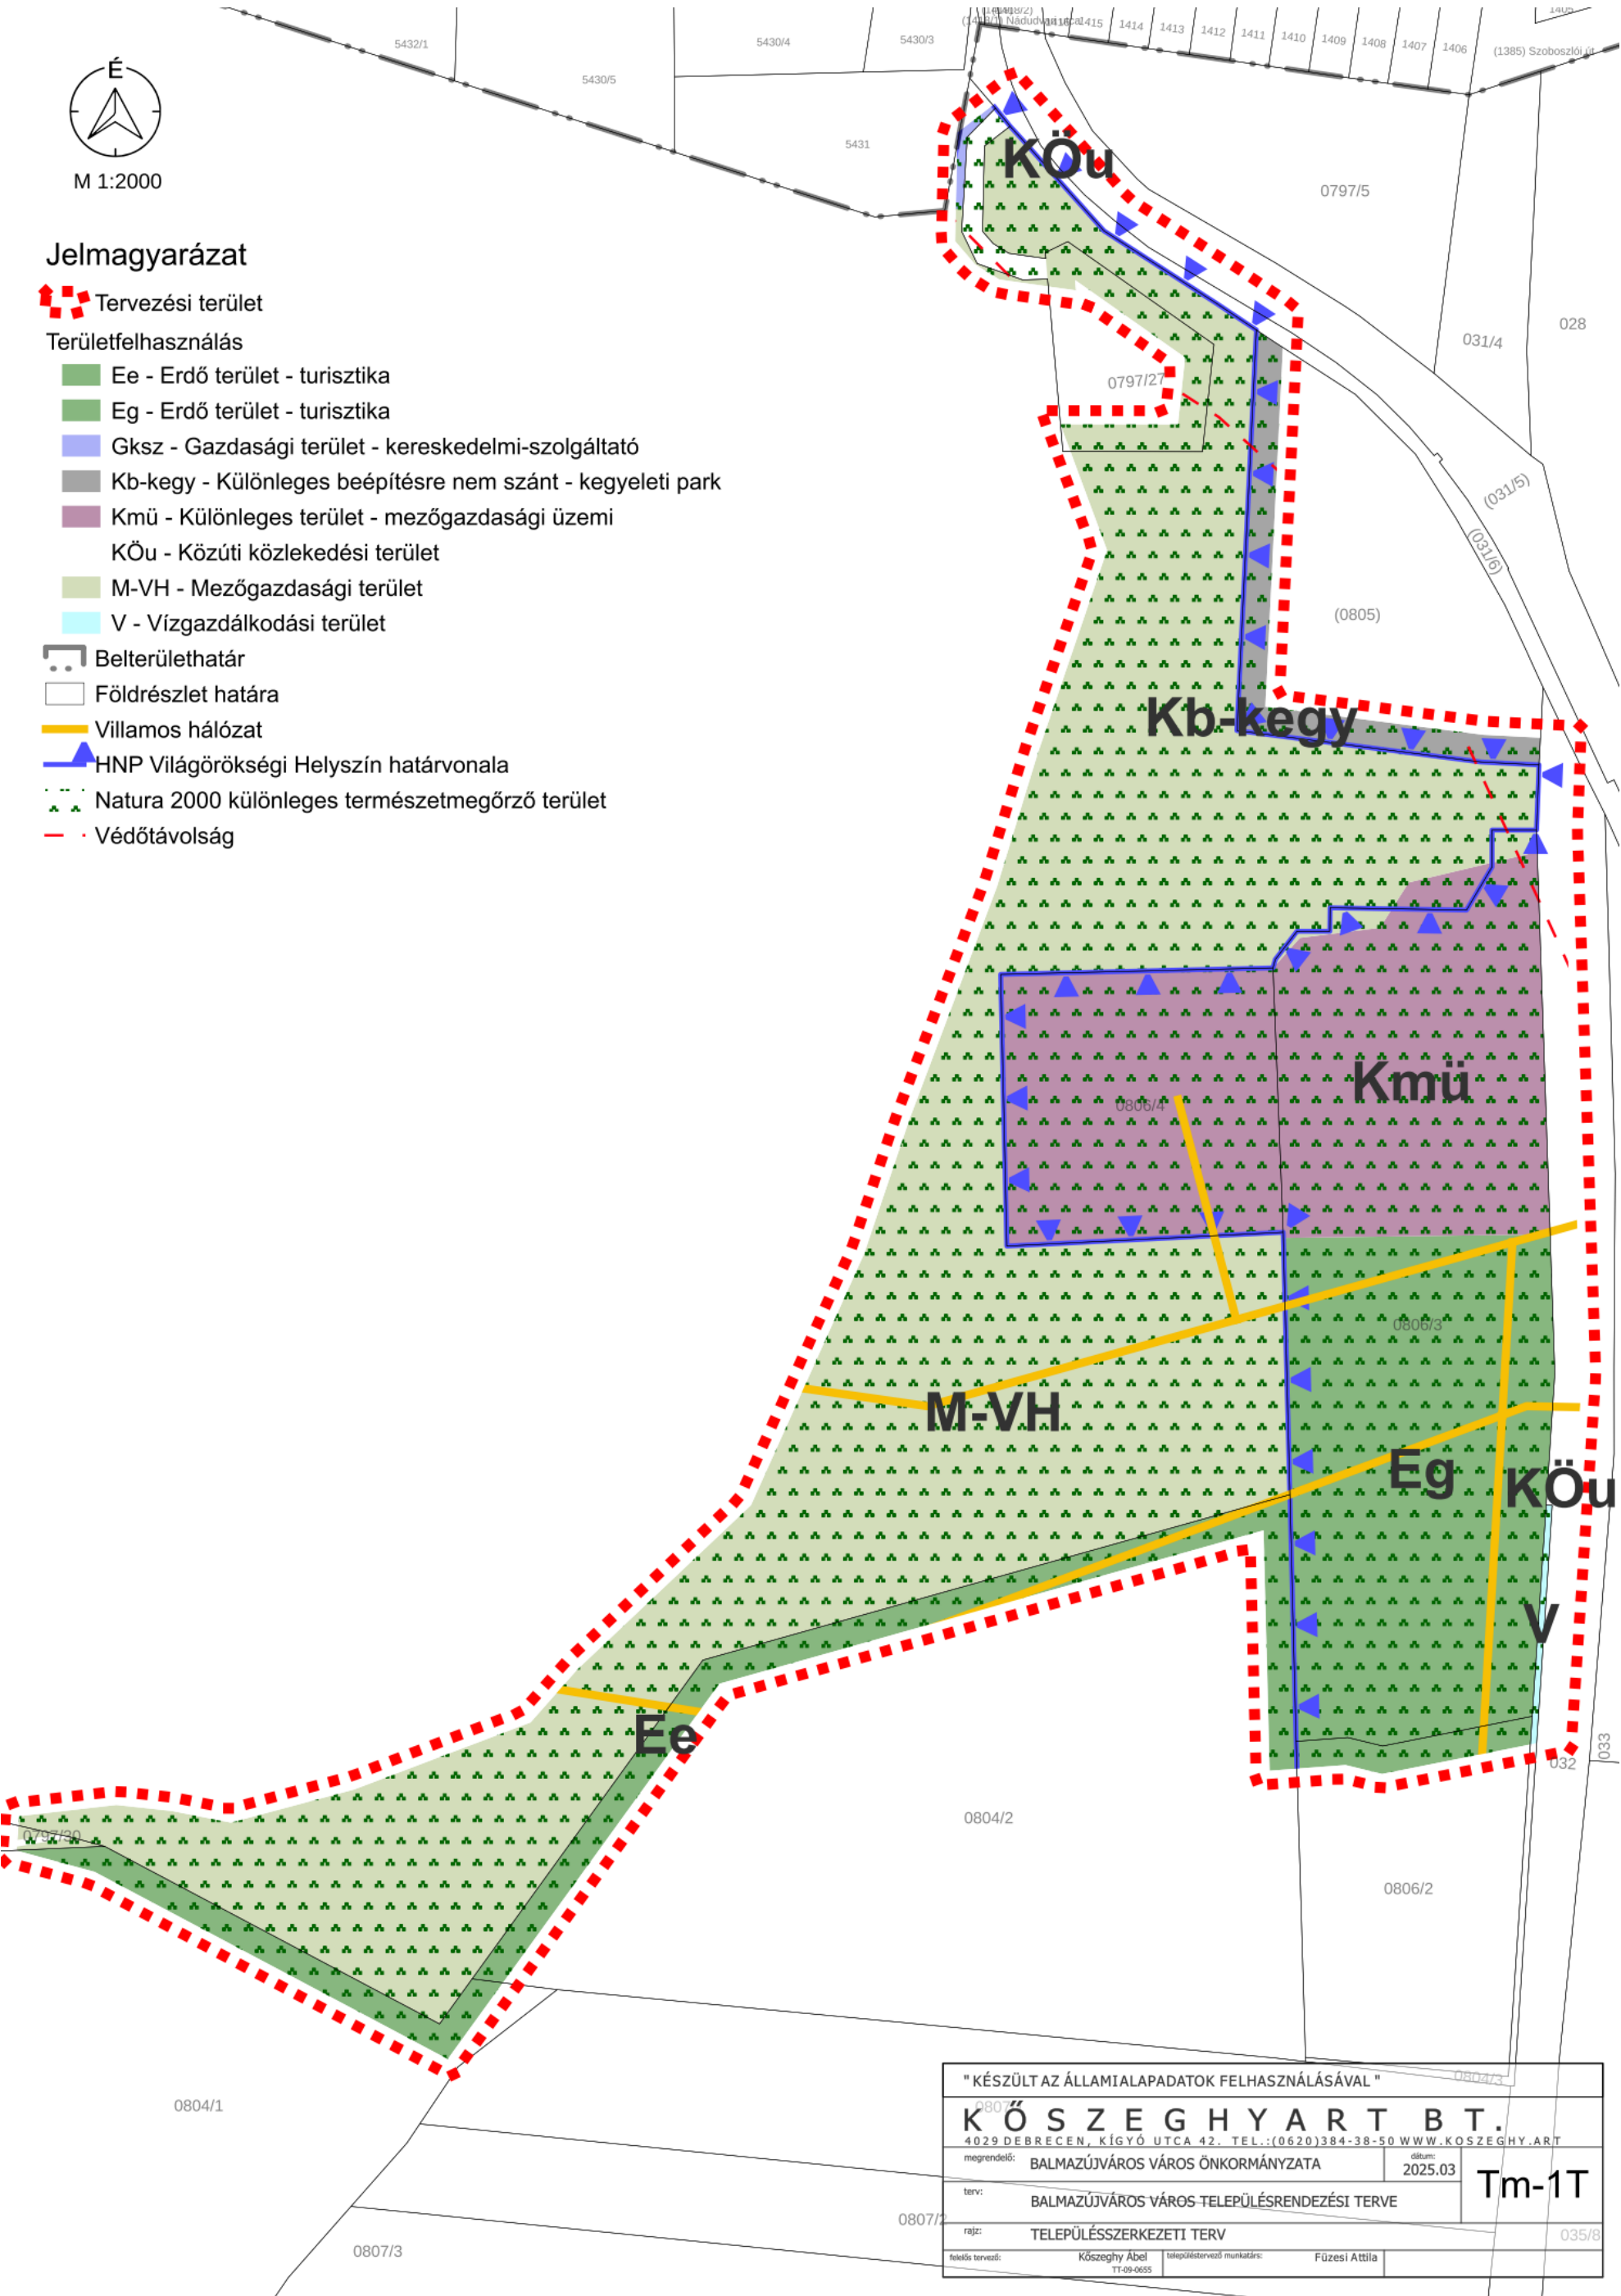 5432/1
5430/5
5430/4
5430/3
5431
1415
1414
1413
1412
1411
1410
1409
1408
1407
1406
(1385) Szoboszlói út
É
M 1:2000
0797/5
031/4
028
Jelmagyarázat
Tervezési terület
Területfelhasználás
Ee - Erdő terület - turisztika
Eg - Erdő terület - turisztika
Gksz - Gazdasági terület - kereskedelmi-szolgáltató
Kb-kegy - Különleges beépítésre nem szánt - kegyeleti park
Kmü - Különleges terület - mezőgazdasági üzemi
KÖu - Közúti közlekedési terület
M-VH - Mezőgazdasági terület
V - Vízgazdálkodási terület
Belterülethatár
Földrészlet határa
Villamos hálózat
HNP Világörökségi Helyszín határvonala
Natura 2000 különleges természetmegőrző terület
Védőtávolság
KÖu
0797/27
(031/5)
(031/6)
(0805)
Kb-kegy
Kmü
0806/4
0806/3
M-VH
Eg
KÖu
V
Ee
032
033
0797/30
0804/2
0806/2
0804/1
0804/3
0807/2
0807/3
035/8
"KÉSZÜLT AZ ÁLLAMIALAPADATOK FELHASZNÁLÁSÁVAL"
KŐSZEGHYART BT.
4029 DEBRECEN, KÍGYÓ UTCA 42. TEL.:(0620)384-38-50 WWW.KOSZEGHY.ART
megrendelő: BALMAZÚJVÁROS VÁROS ÖNKORMÁNYZATA
dátum: 2025.03
Tm-1T
terv: BALMAZÚJVÁROS VÁROS TELEPÜLÉSRENDEZÉSI TERVE
rajz: TELEPÜLÉSSZERKEZETI TERV
felelős tervező: Kőszeghy Ábel
TT-09-0655
településtervező munkatárs: Füzesi Attila